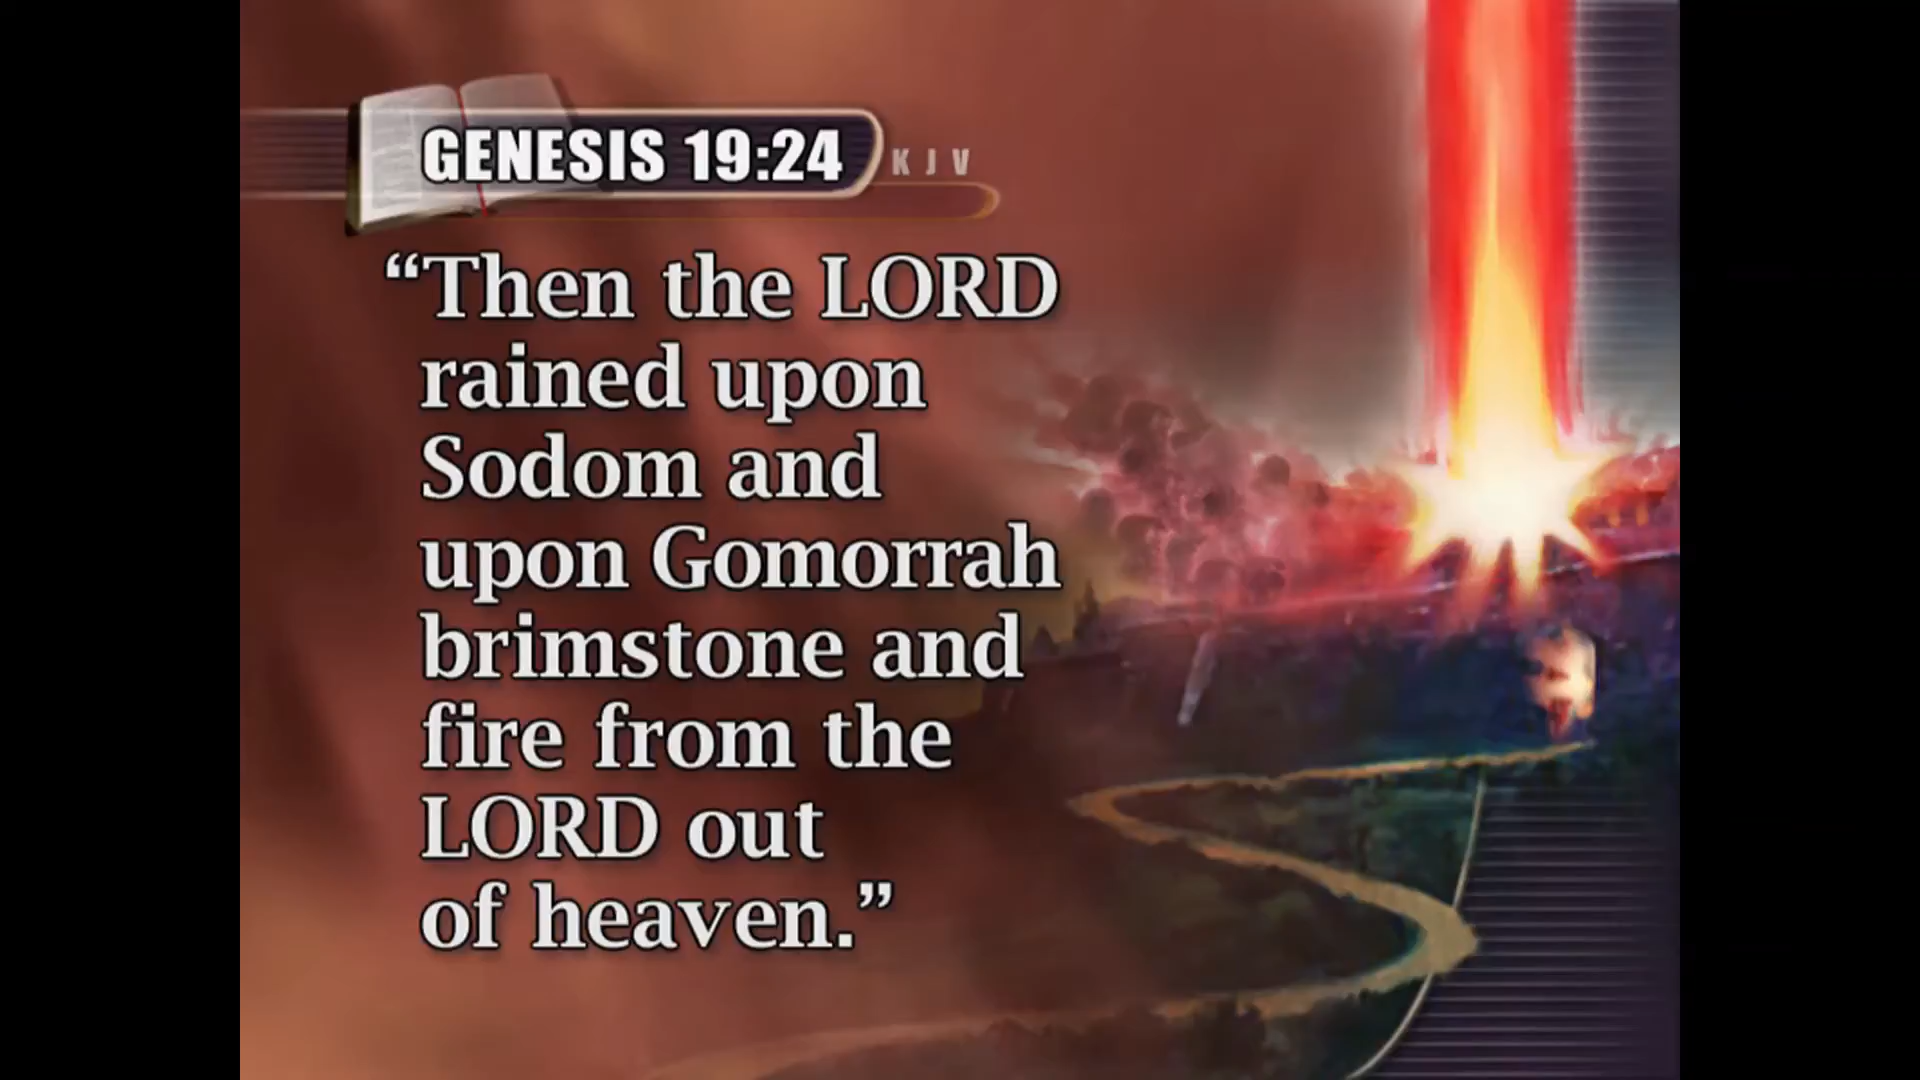 GENESIS 19:24 KJV
“Then the LORD
rained upon
Sodom and
upon Gomorrah
brimstone and
fire from the
LORD out
of heaven.”